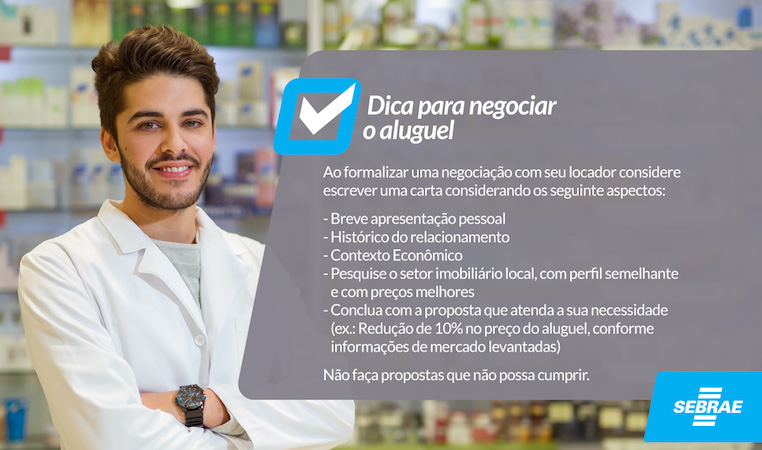 Dica para negociar
o aluguel
Ao formalizar uma negociação com seu locador considere
escrever uma carta considerando os seguinte aspectos:
- Breve apresentação pessoal
- Histórico do relacionamento
- Contexto Econômico
- Pesquise o setor imobiliário local, com perfil semelhante
e com preços melhores
- Conclua com a proposta que atenda a sua necessidade
(ex.: Redução de 10% no preço do aluguel, conforme
informações de mercado levantadas)
Não faça propostas que não possa cumprir.
SEBRAE